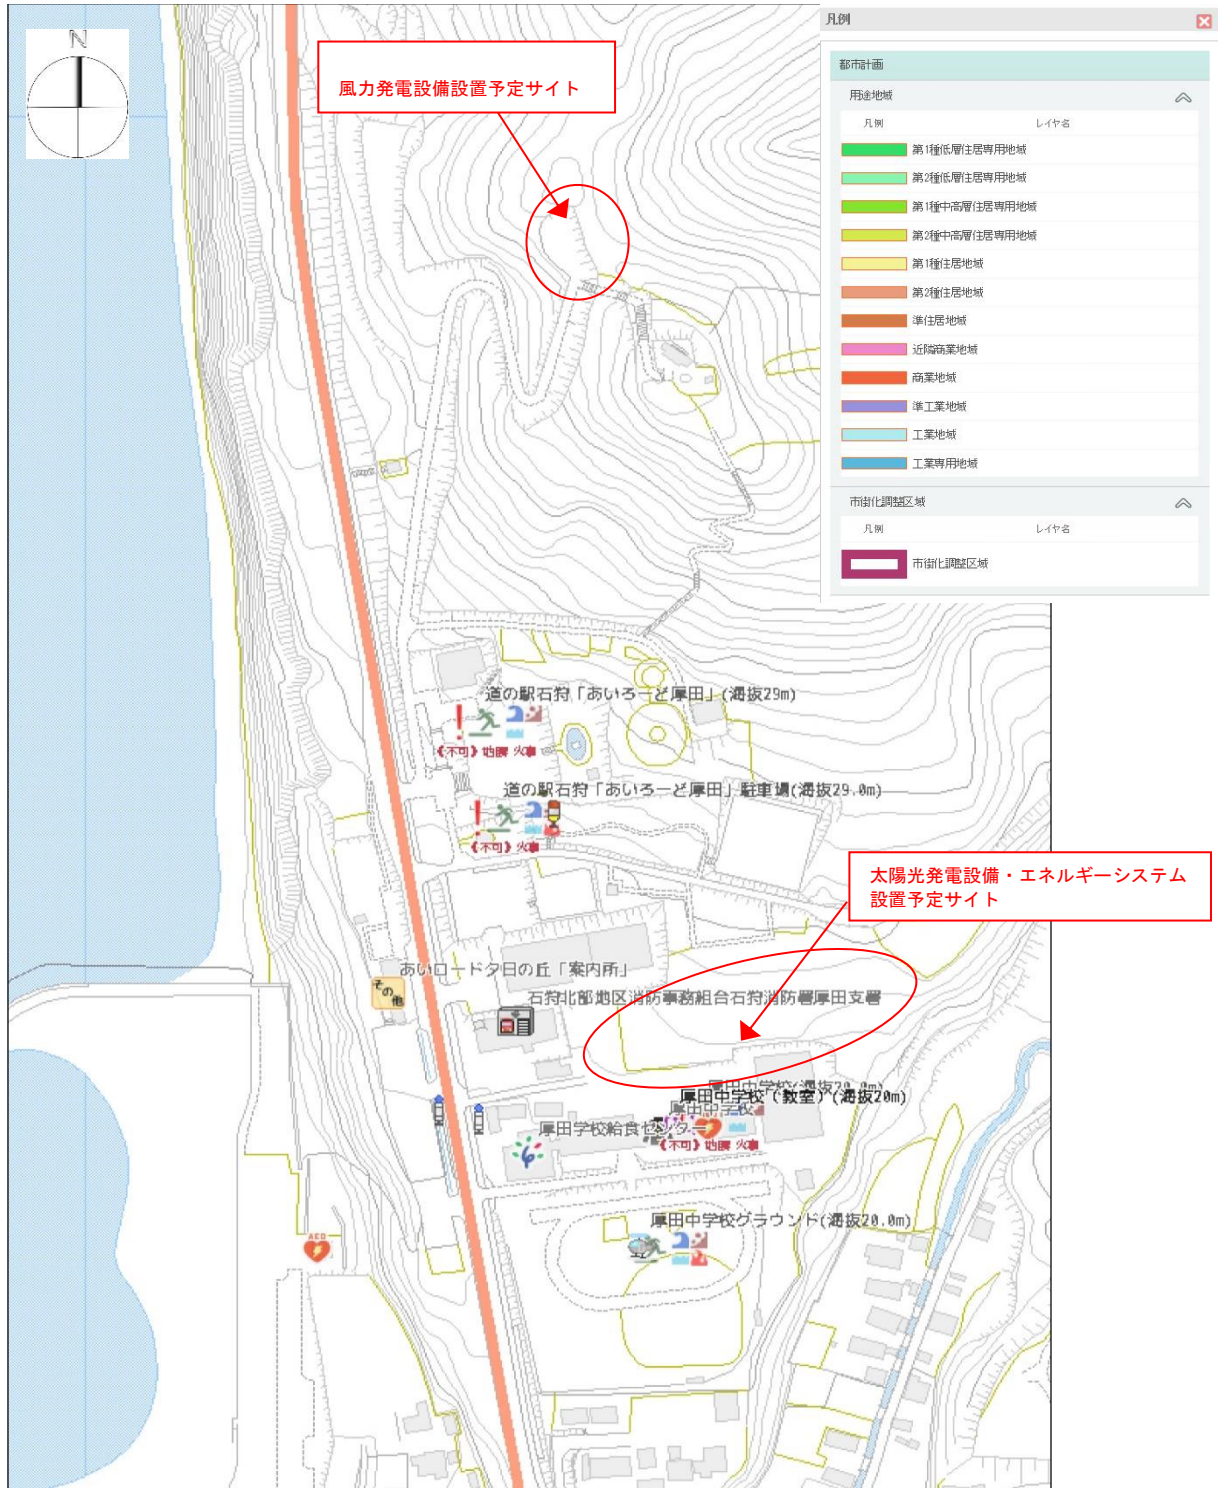 N
風力発電設備設置予定サイト
凡例
都市計画
用途地域
凡例 レイヤ名
第1種低層住居専用地域
第2種低層住居専用地域
第1種中高層住居専用地域
第2種中高層住居専用地域
第1種住居地域
第2種住居地域
準住居地域
近隣商業地域
商業地域
準工業地域
工業地域
工業専用地域
市街化調整区域
凡例 レイヤ名
市街化調整区域
道の駅石狩「あいろーど厚田」(海抜29m)
《不可》地震 火事
道の駅石狩「あいろーど厚田」駐車場(海抜29.0m)
《不可》火事
太陽光発電設備・エネルギーシステム
設置予定サイト
あいロード夕日の丘「案内所」
その他
石狩北部地区消防事務組合石狩消防署厚田支署
厚田中学校(海抜20.0m)
厚田中学校(教室)(海抜20m)
厚田中学校
厚田学校給食センター
《不可》地震 火事
厚田中学校グラウンド(海抜20.0m)
AED